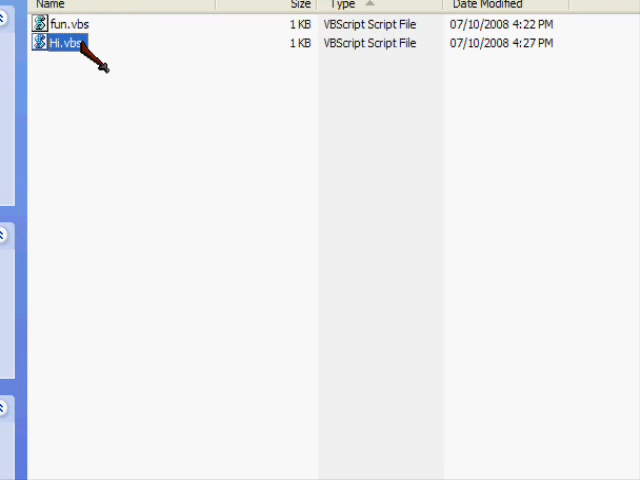 Name Size Type Date Modified
fun.vbs 1 KB VBScript Script File 07/10/2008 4:22 PM
Hi.vbs 1 KB VBScript Script File 07/10/2008 4:27 PM